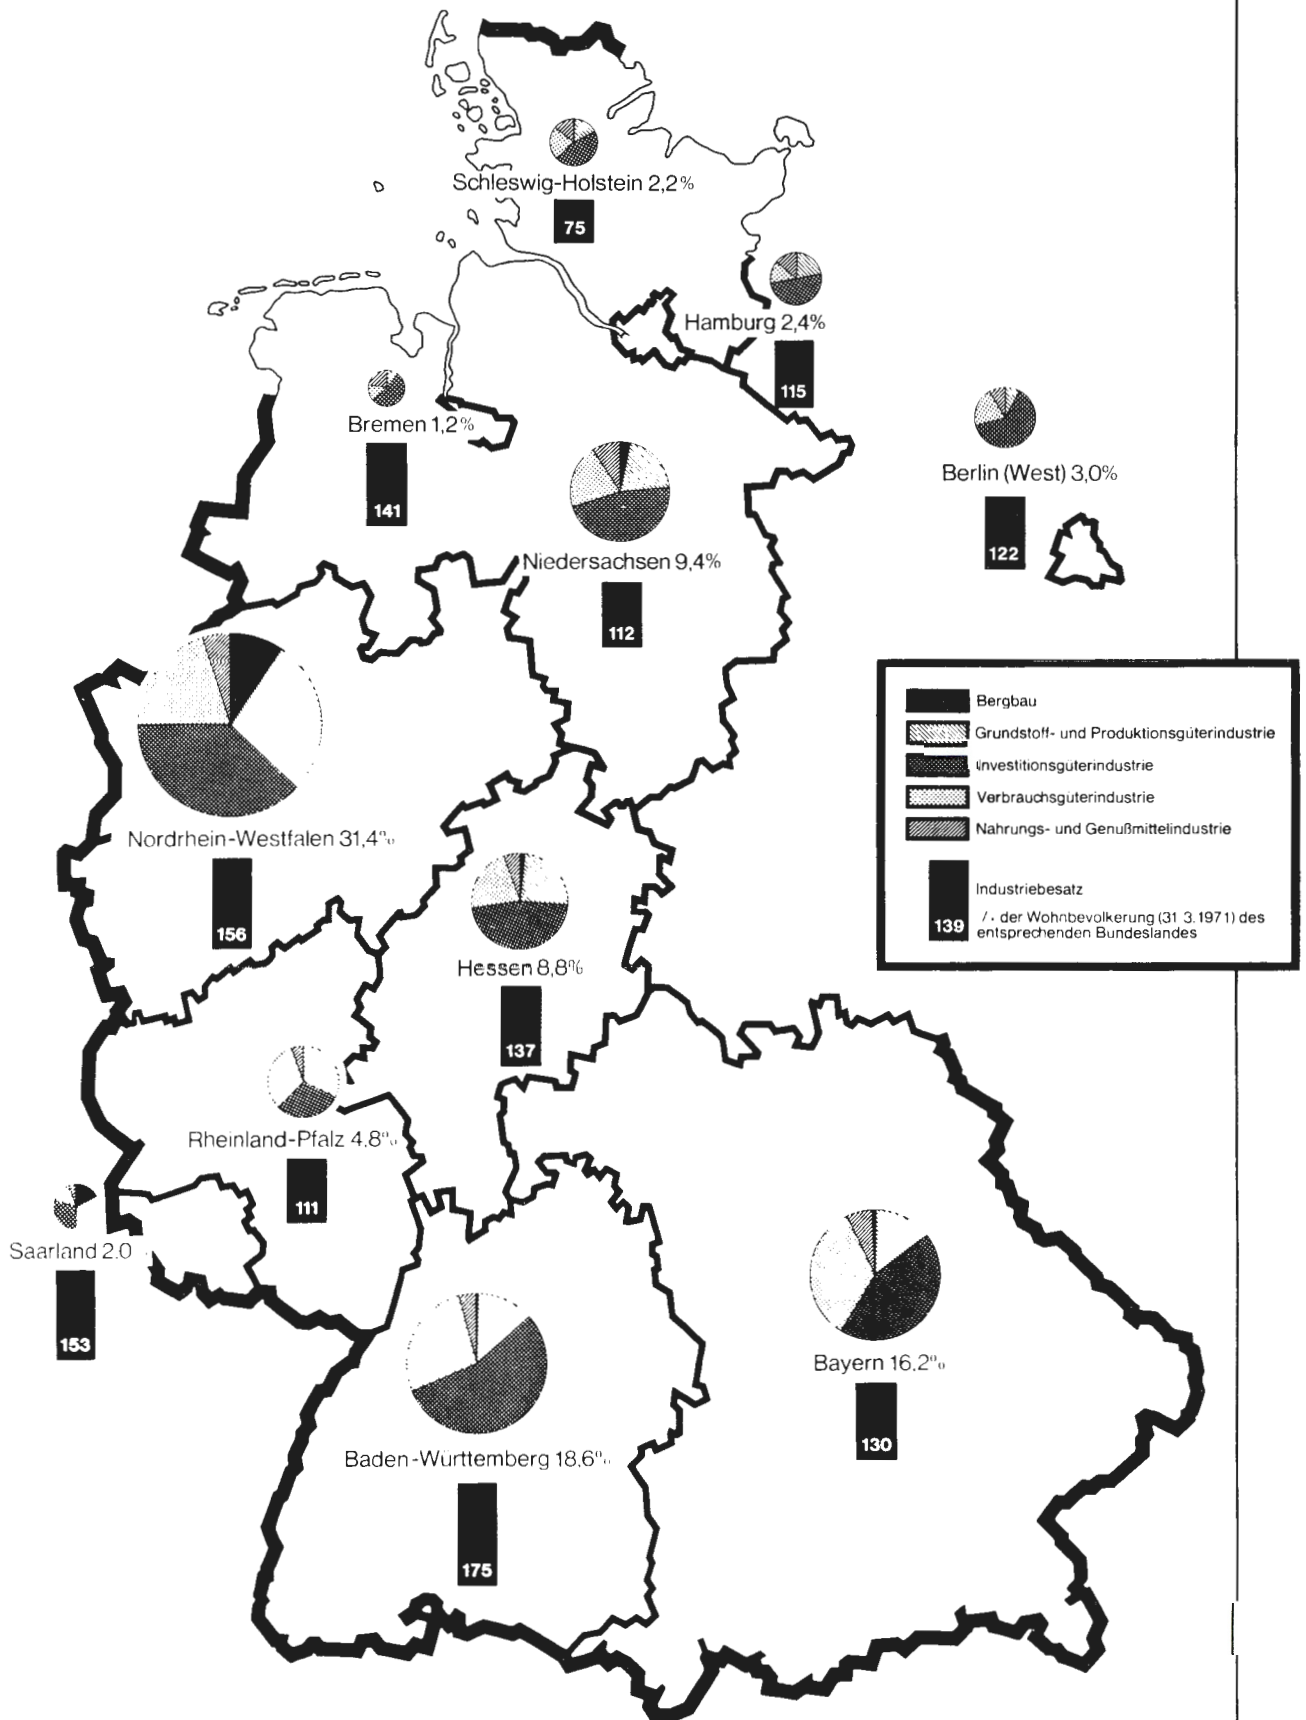 Schleswig-Holstein 2,2%
75
Hamburg 2,4%
115
Bremen 1,2%
141
Berlin (West) 3,0%
122
Niedersachsen 9,4%
112
Nordrhein-Westfalen 31,4%
156
Hessen 8,8%
137
Rheinland-Pfalz 4,8%
111
Saarland 2.0
153
Baden-Württemberg 18,6%
175
Bayern 16,2%
130
Bergbau
Grundstoff- und Produktionsgüterindustrie
Investitionsgüterindustrie
Verbrauchsgüterindustrie
Nahrungs- und Genußmittelindustrie
Industriebesatz
139
der Wohnbevolkerung (31 3.1971) des
entsprechenden Bundeslandes